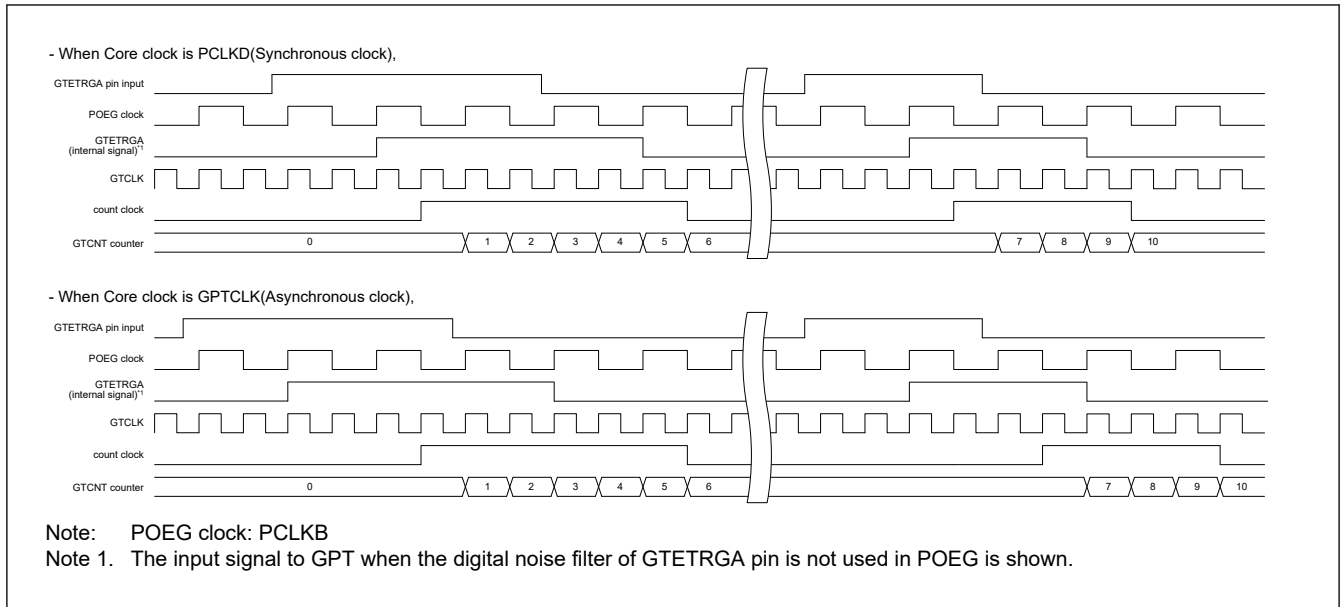 - When Core clock is PCLKD(Synchronous clock),
GTETRGA pin input
POEG clock
GTETRGA
(internal signal)*1
GTCLK
count clock
GTCNT counter 0 1 2 3 4 5 6 7 8 9 10
- When Core clock is GPTCLK(Asynchronous clock),
GTETRGA pin input
POEG clock
GTETRGA
(internal signal)*1
GTCLK
count clock
GTCNT counter 0 1 2 3 4 5 6 7 8 9 10
Note: POEG clock: PCLKB
Note 1. The input signal to GPT when the digital noise filter of GTETRGA pin is not used in POEG is shown.